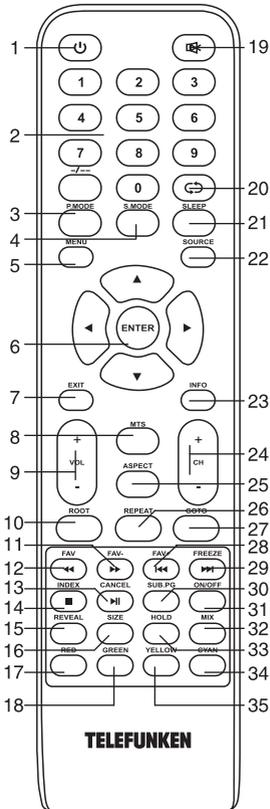 1 19
1 2 3
2
4 5 6
7 8 9
-/--
0
20
P.MODE S.MODE SLEEP
3 21
4
MENU SOURCE
5 22
ENTER
6
EXIT INFO
7 23
MTS
8
+ +
VOL CH
9 24
- -
ASPECT
25
26
ROOT REPEAT GOTO
10 27
11 28
FAV FAV- FAV FREEZE
12 29
13 30
INDEX CANCEL SUB.PG ON/OFF
14 31
REVEAL SIZE HOLD MIX
15 32
16 33
RED GREEN YELLOW CYAN
17 34
18 35
TELEFUNKEN